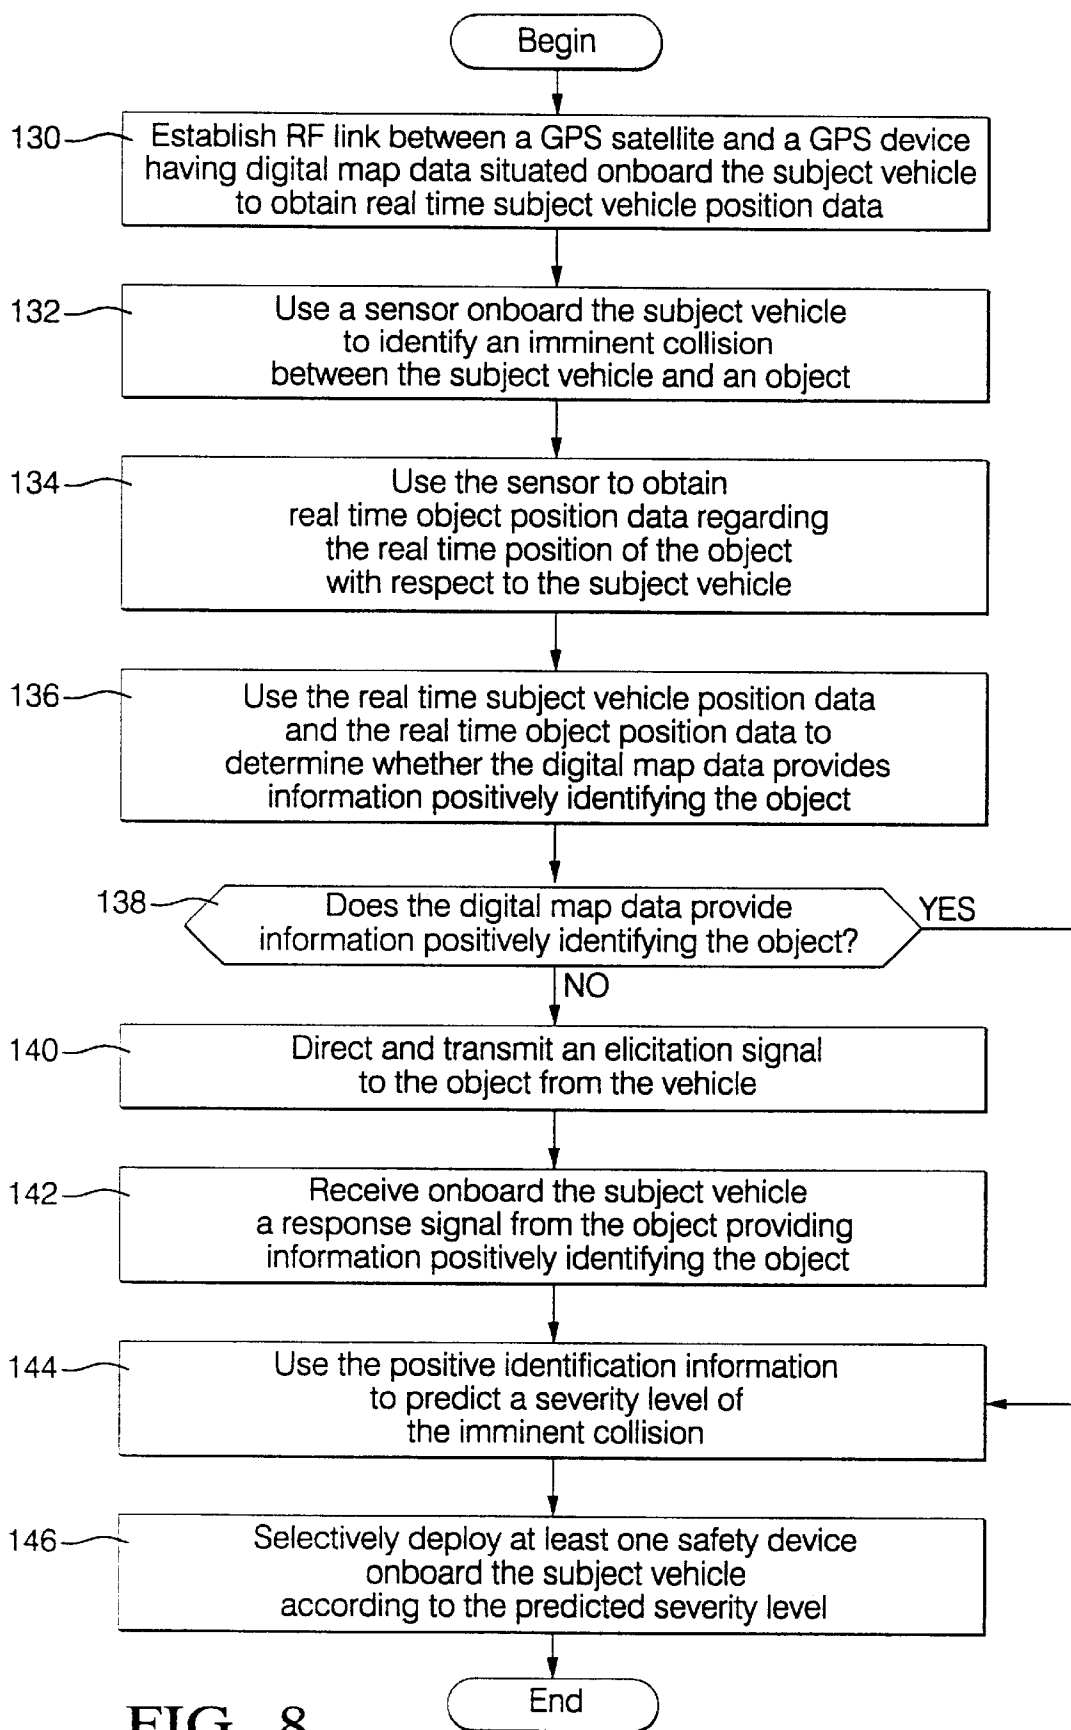 Begin
130
Establish RF link between a GPS satellite and a GPS device
having digital map data situated onboard the subject vehicle
to obtain real time subject vehicle position data
132
Use a sensor onboard the subject vehicle
to identify an imminent collision
between the subject vehicle and an object
134
Use the sensor to obtain
real time object position data regarding
the real time position of the object
with respect to the subject vehicle
136
Use the real time subject vehicle position data
and the real time object position data to
determine whether the digital map data provides
information positively identifying the object
138
Does the digital map data provide
information positively identifying the object?
YES
NO
140
Direct and transmit an elicitation signal
to the object from the vehicle
142
Receive onboard the subject vehicle
a response signal from the object providing
information positively identifying the object
144
Use the positive identification information
to predict a severity level of
the imminent collision
146
Selectively deploy at least one safety device
onboard the subject vehicle
according to the predicted severity level
End
FIG. 8